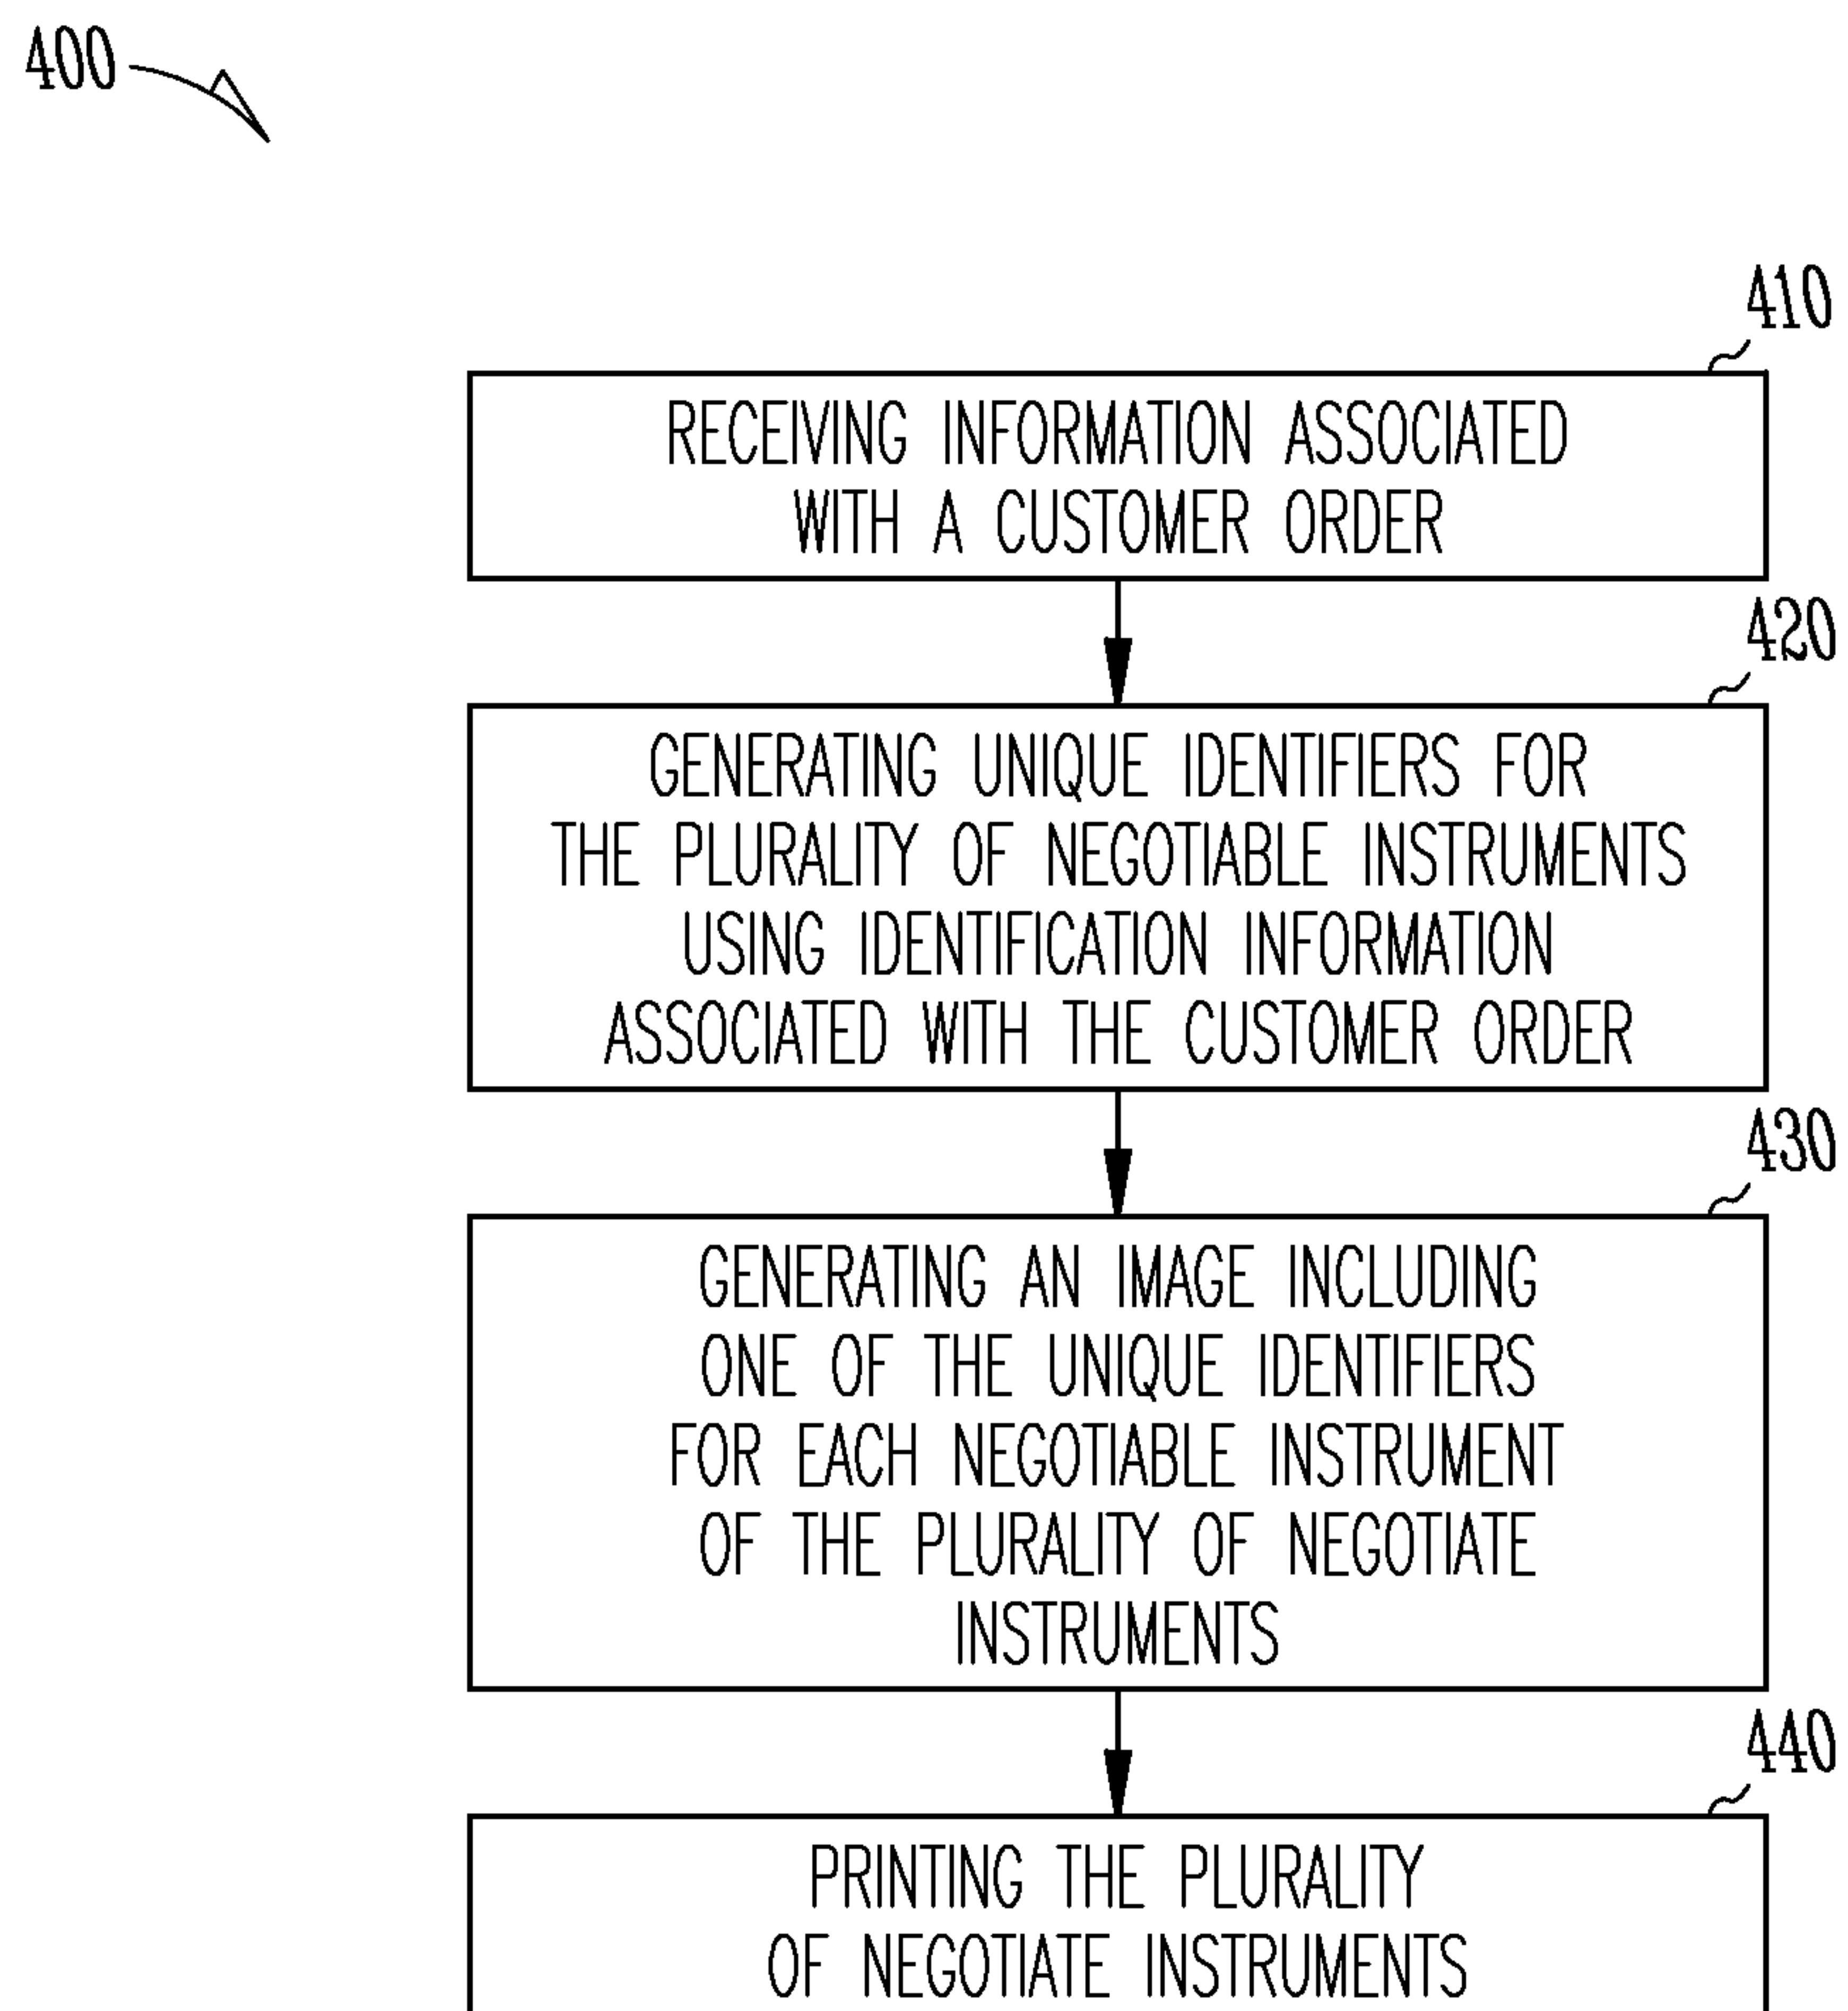 400
410
RECEIVING INFORMATION ASSOCIATED
WITH A CUSTOMER ORDER
420
GENERATING UNIQUE IDENTIFIERS FOR
THE PLURALITY OF NEGOTIABLE INSTRUMENTS
USING IDENTIFICATION INFORMATION
ASSOCIATED WITH THE CUSTOMER ORDER
430
GENERATING AN IMAGE INCLUDING
ONE OF THE UNIQUE IDENTIFIERS
FOR EACH NEGOTIABLE INSTRUMENT
OF THE PLURALITY OF NEGOTIATE
INSTRUMENTS
440
PRINTING THE PLURALITY
OF NEGOTIATE INSTRUMENTS